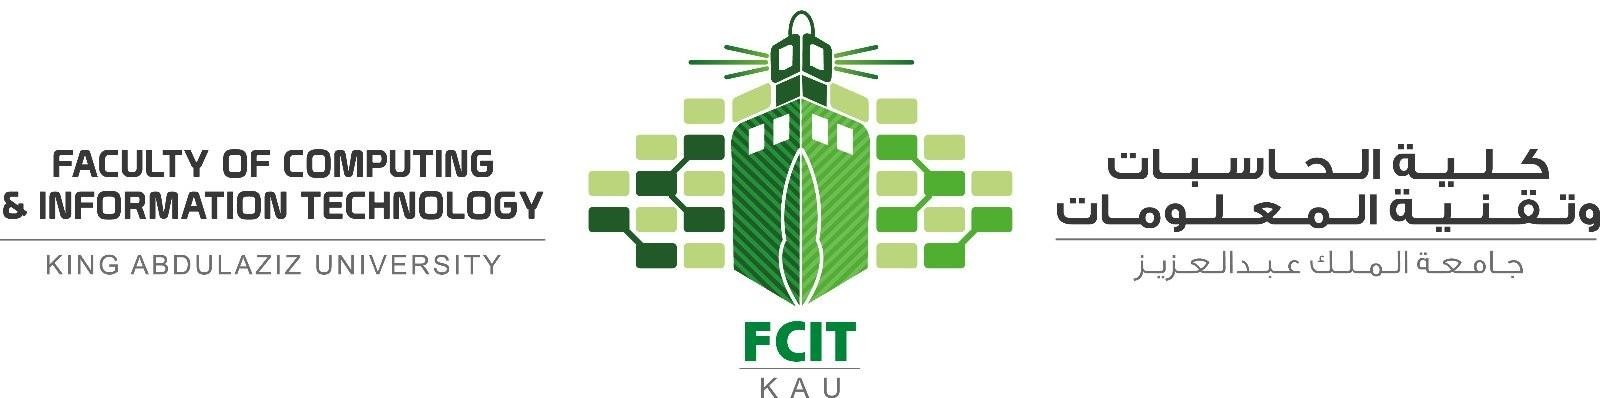 FACULTY OF COMPUTING
& INFORMATION TECHNOLOGY
KING ABDULAZIZ UNIVERSITY
FCIT
KAU
كلية الحاسبات
وتقنية المعلومات
جامعة الملك عبدالعزيز